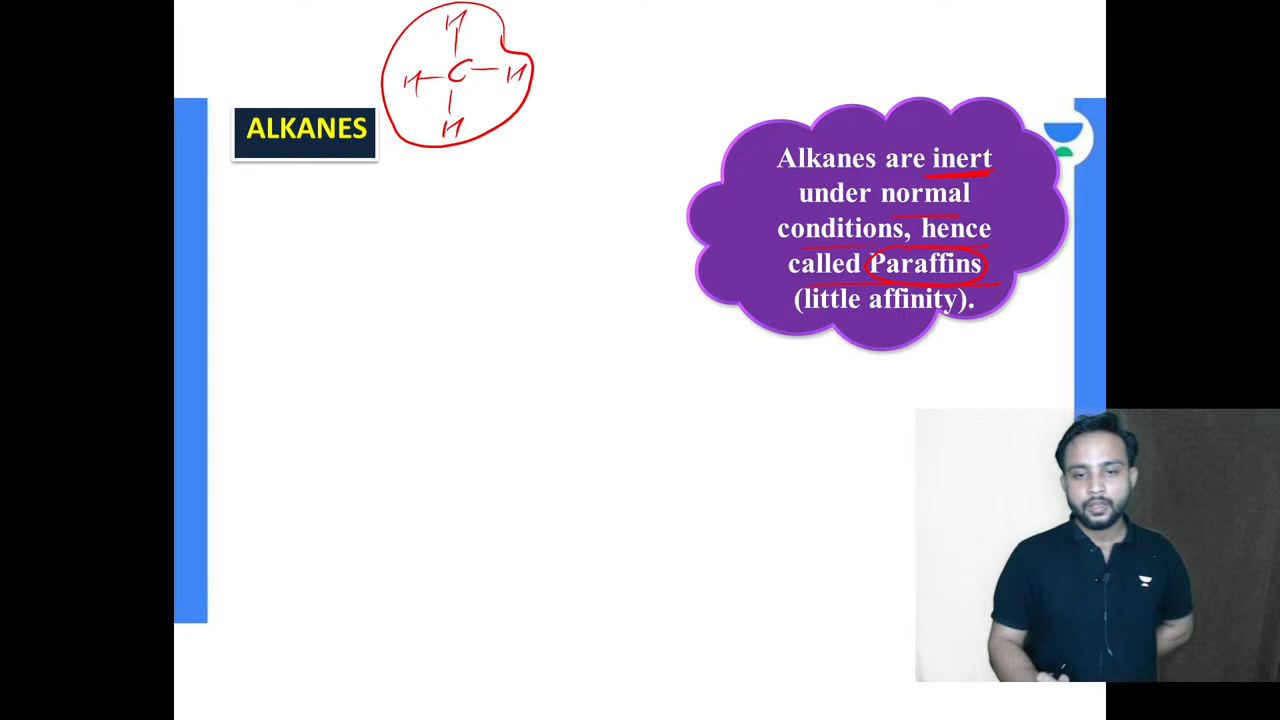 H
H C H
H
ALKANES
Alkanes are inert
under normal
conditions, hence
called Paraffins
(little affinity).